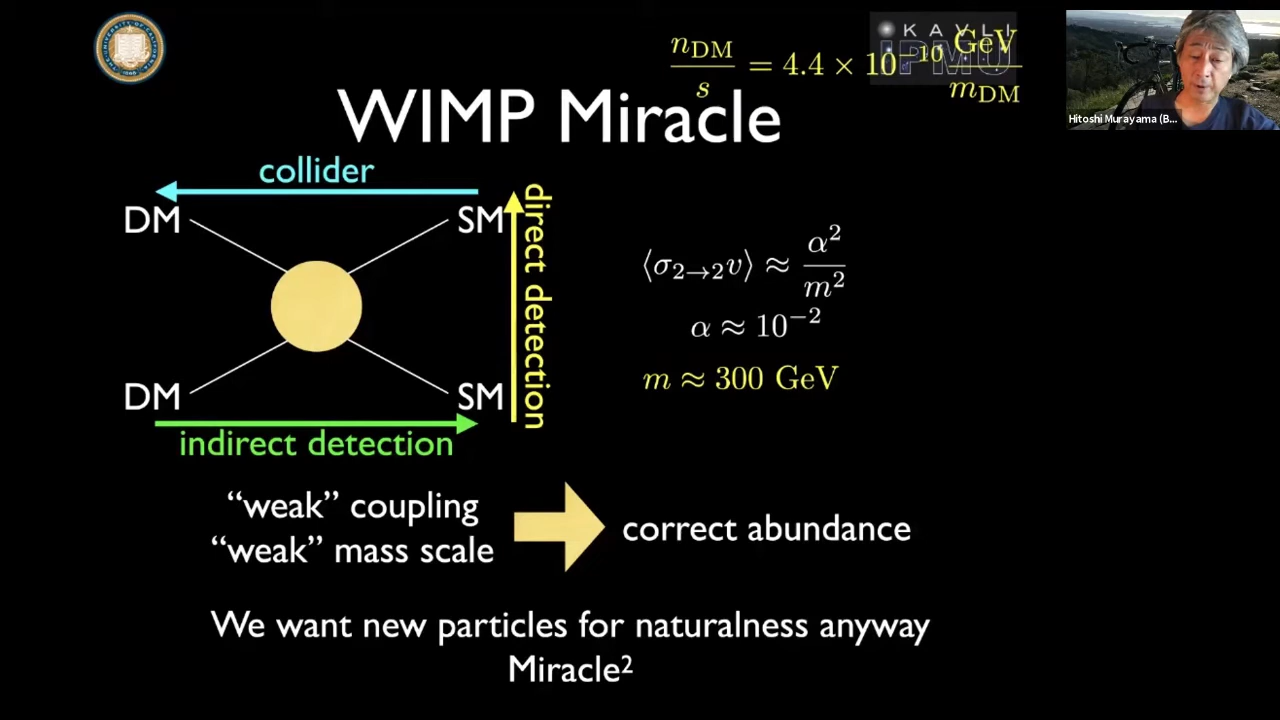 KAVLI
IPMU
n_DM / s = 4.4 × 10⁻¹⁰ GeV / m_DM
Hitoshi Murayama (B...
WIMP Miracle
collider
DM
SM
direct detection
⟨σ₂→₂v⟩ ≈ α² / m²
α ≈ 10⁻²
m ≈ 300 GeV
DM
SM
indirect detection
“weak” coupling
“weak” mass scale
correct abundance
We want new particles for naturalness anyway
Miracle²